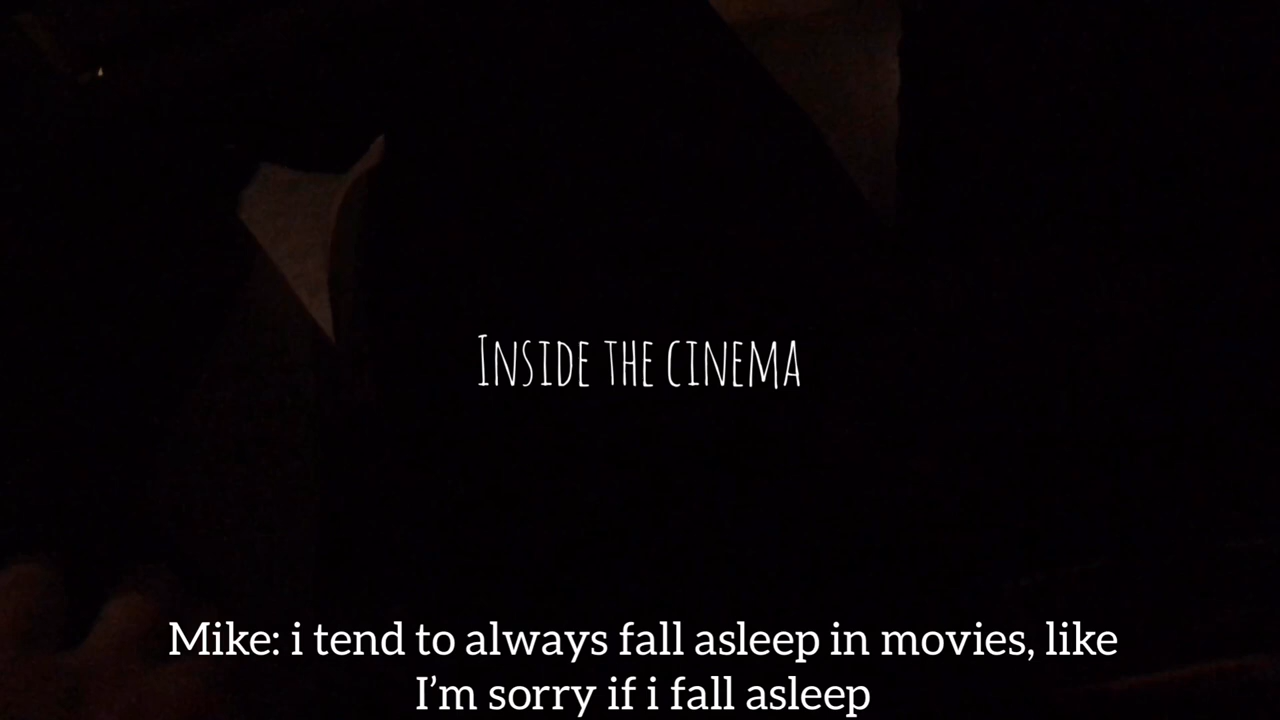 Inside the cinema
Mike: i tend to always fall asleep in movies, like
I’m sorry if i fall asleep